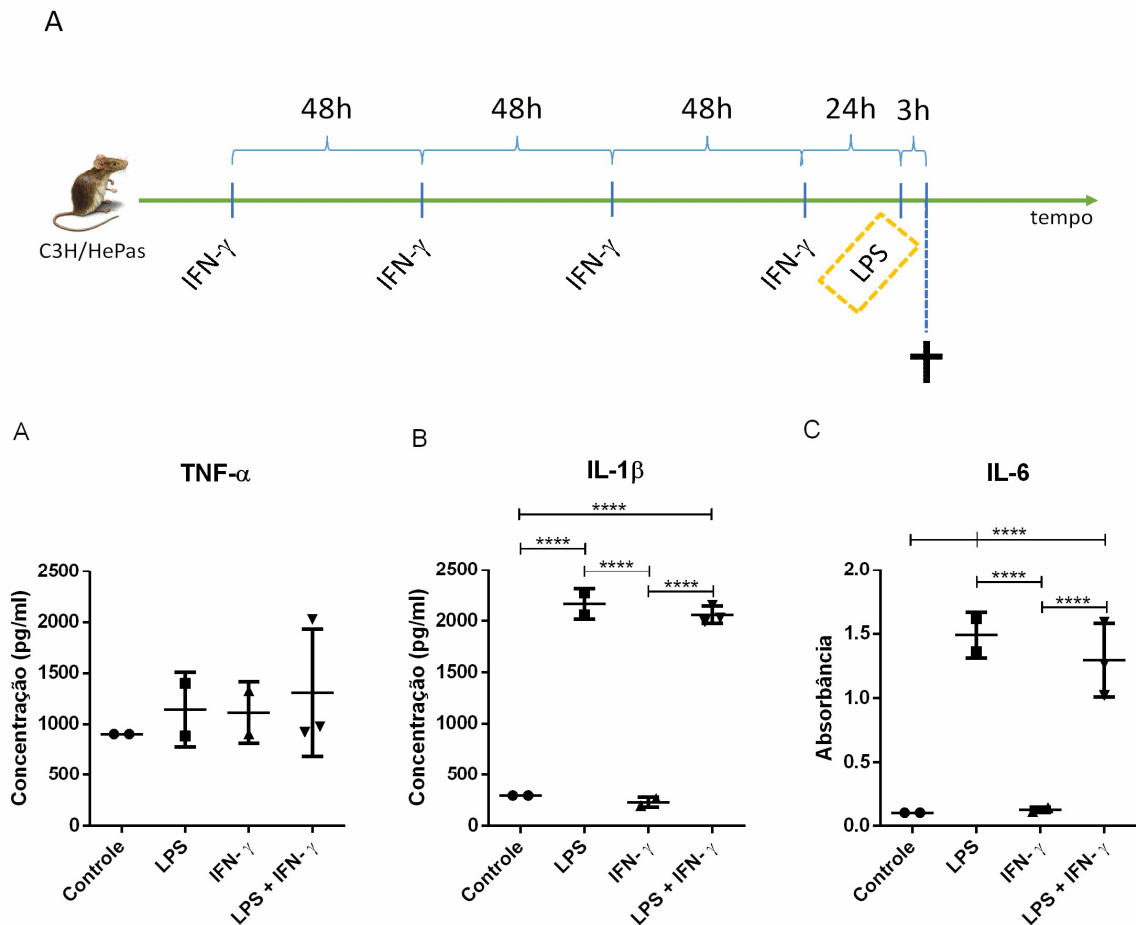 A
48h 48h 48h 24h 3h
tempo
C3H/HePas
IFN-γ IFN-γ IFN-γ IFN-γ LPS
A
TNF-α
Concentração (pg/ml)
2500
2000
1500
1000
500
0
Controle LPS IFN- γ LPS + IFN- γ
B
IL-1β
****
****
****
****
Concentração (pg/ml)
2500
2000
1500
1000
500
0
Controle LPS IFN- γ LPS + IFN- γ
C
IL-6
****
****
****
Absorbância
2.0
1.5
1.0
0.5
0.0
Controle LPS IFN- γ LPS + IFN- γ